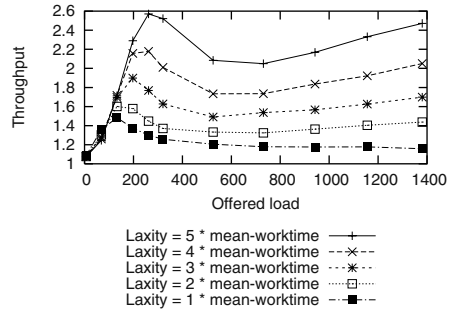 2.6
2.4
2.2
2
1.8
1.6
1.4
1.2
1
Throughput
0 200 400 600 800 1000 1200 1400
Offered load
Laxity = 5 * mean-worktime
Laxity = 4 * mean-worktime
Laxity = 3 * mean-worktime
Laxity = 2 * mean-worktime
Laxity = 1 * mean-worktime